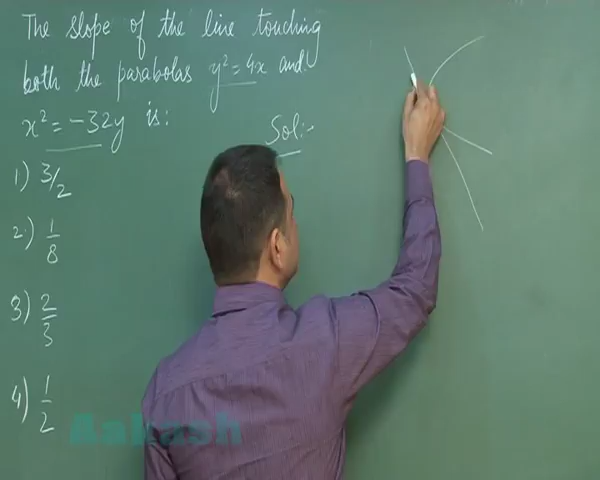 The slope of the line touching
both the parabolas y² = 4x and
x² = -32y is:
Sol:-
1) 3/2
2) 1/8
3) 2/3
4) 1/2
Aakash